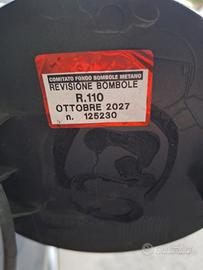 COMITATO FONDO BOMBOLE METANO
REVISIONE BOMBOLE
R.110
OTTOBRE 2027
n. 125230